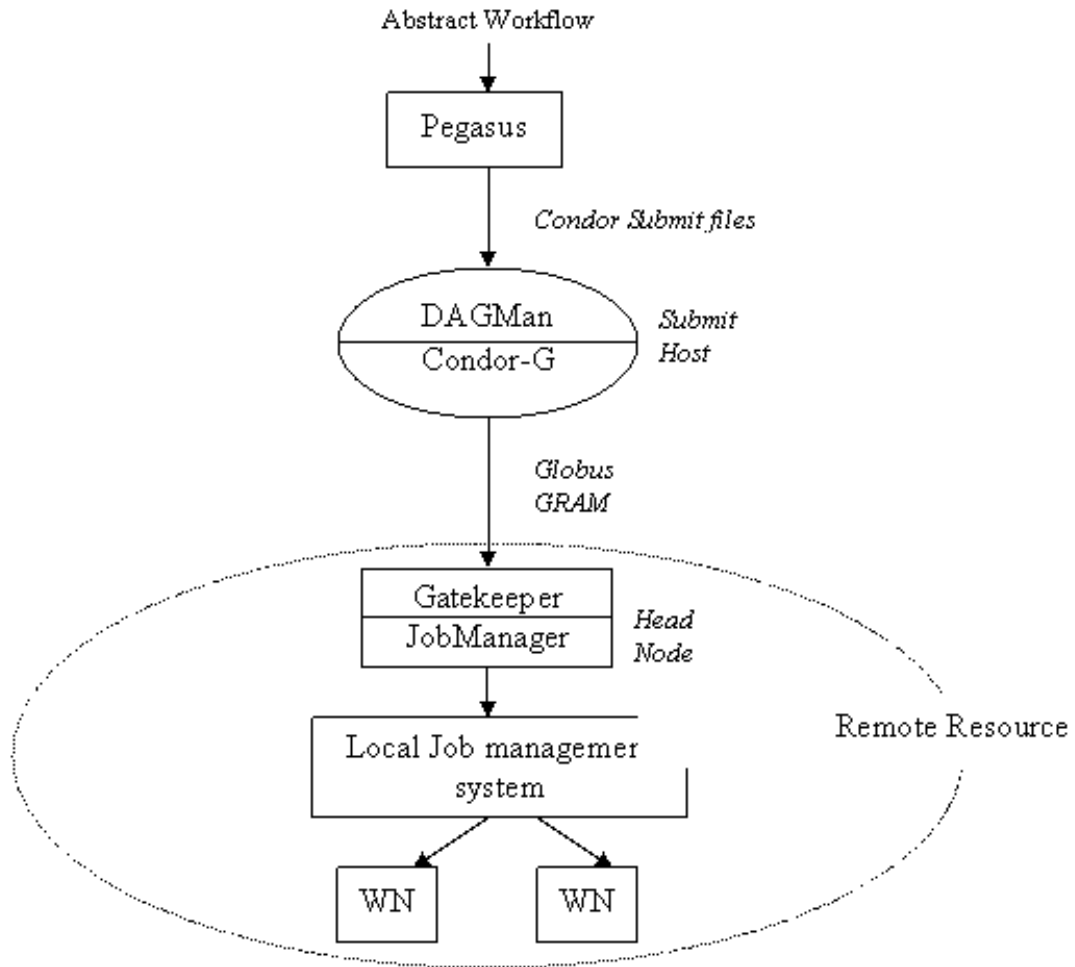 Abstract Workflow
Pegasus
Condor Submit files
DAGMan
Condor-G
Submit
Host
Globus
GRAM
Gatekeeper
JobManager
Head
Node
Remote Resource
Local Job managemer
system
WN
WN